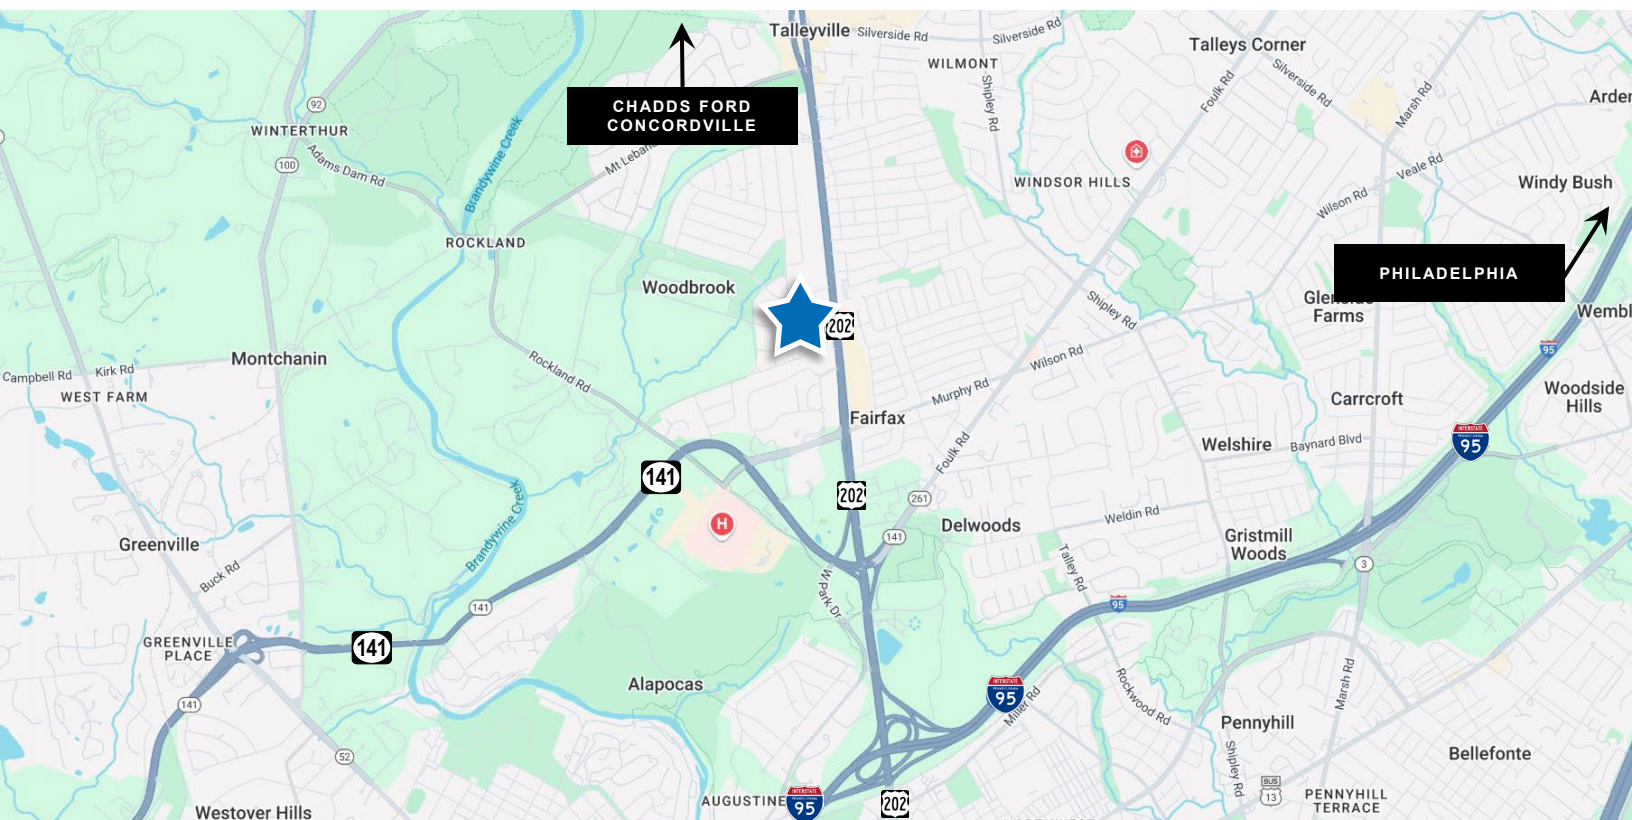 Talleyville
Silverside Rd
Silverside Rd
Talleys Corner
WILMONT
Silverside Rd
Shipley Rd
Foulk Rd
Marsh Rd
Arden
CHADDS FORD
CONCORDVILLE
92
WINTERTHUR
Brandywine Creek
100
Adams Dam Rd
Mt Leban
Veale Rd
WINDSOR HILLS
Windy Bush
Wilson Rd
ROCKLAND
PHILADELPHIA
Woodbrook
202
Shipley Rd
Glenside
Farms
Wembl
95
Montchanin
Rockland Rd
Wilson Rd
Campbell Rd
Kirk Rd
WEST FARM
Murphy Rd
Carrcroft
Woodside
Hills
Fairfax
Foulk Rd
Welshire
Baynard Blvd
INTERSTATE
95
141
202
261
H
Brandywine Creek
Weldin Rd
Delwoods
141
Gristmill
Woods
Greenville
Buck Rd
W Park Dr
Talley Rd
3
141
95
GREENVILLE
PLACE
141
Alapocas
INTERSTATE
95
Miller Rd
Rockwood Rd
Marsh Rd
141
Pennyhill
52
Shipley Rd
Bellefonte
AUGUSTINE
INTERSTATE
95
202
BUS
13
PENNYHILL
TERRACE
Westover Hills